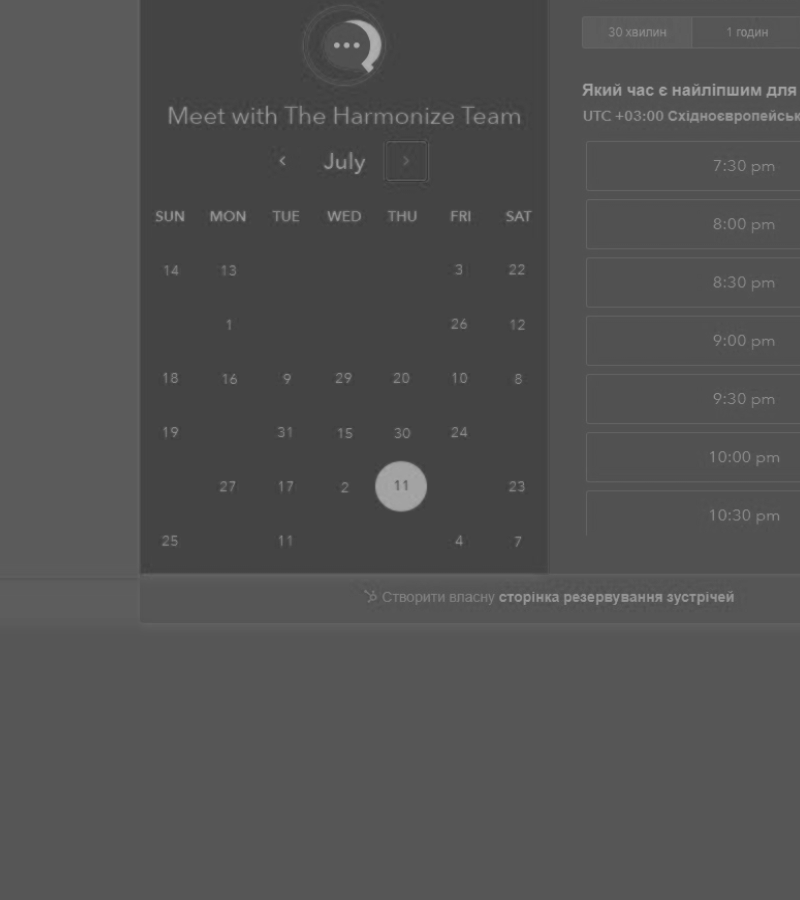 30 хвилин 1 годин
Meet with The Harmonize Team
Який час є найліпшим для
UTC +03:00
July
SUN MON TUE WED THU FRI SAT
14 13 3 22
1 26 12
18 16 9 29 20 10 8
19 31 15 30 24
27 17 2 11 23
25 11 4 7
7:30 pm
8:00 pm
8:30 pm
9:00 pm
9:30 pm
10:00 pm
10:30 pm
Створити власну сторінка резервування зустрічей